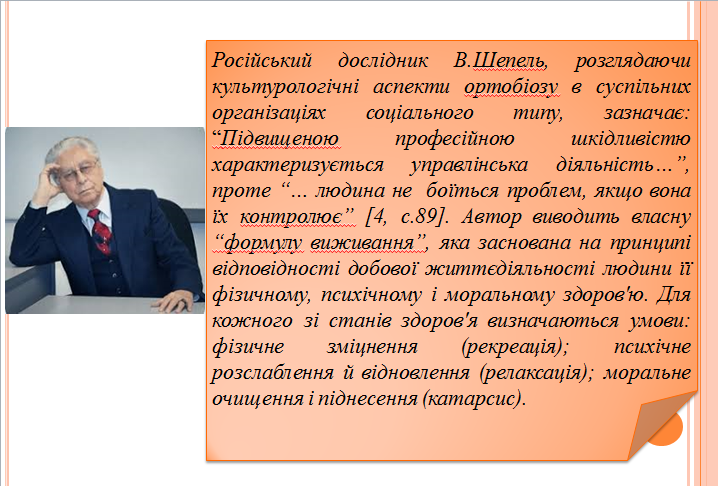 Російський дослідник В.Шепель, розглядаючи
культурологічні аспекти ортобіозу в суспільних
організаціях соціального типу, зазначає:
“Підвищеною професійною шкідливістю
характеризується управлінська діяльність…”,
проте “… людина не боїться проблем, якщо вона
їх контролює” [4, с.89]. Автор виводить власну
“формулу виживання”, яка заснована на принципі
відповідності добової життєдіяльності людини її
фізичному, психічному і моральному здоров'ю. Для
кожного зі станів здоров'я визначаються умови:
фізичне зміцнення (рекреація); психічне
розслаблення й відновлення (релаксація); моральне
очищення і піднесення (катарсис).